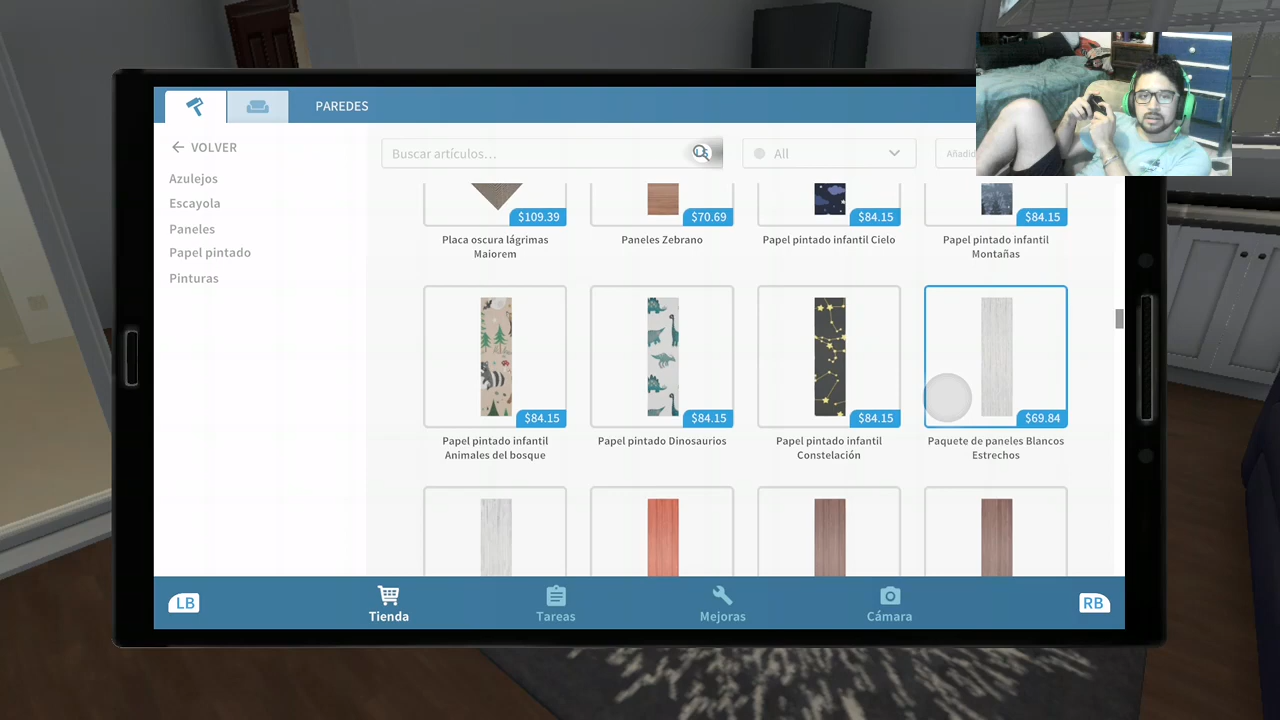 PAREDES
VOLVER
Azulejos
Escayola
Paneles
Papel pintado
Pinturas
Buscar artículos...
All
Añadid
$109.39
$70.69
$84.15
$84.15
Placa oscura lágrimas
Maiorem
Paneles Zebrano
Papel pintado infantil Cielo
Papel pintado infantil
Montañas
$84.15
$84.15
$84.15
$69.84
Papel pintado infantil
Animales del bosque
Papel pintado Dinosaurios
Papel pintado infantil
Constelación
Paquete de paneles Blancos
Estrechos
LB
Tienda
Tareas
Mejoras
Cámara
RB